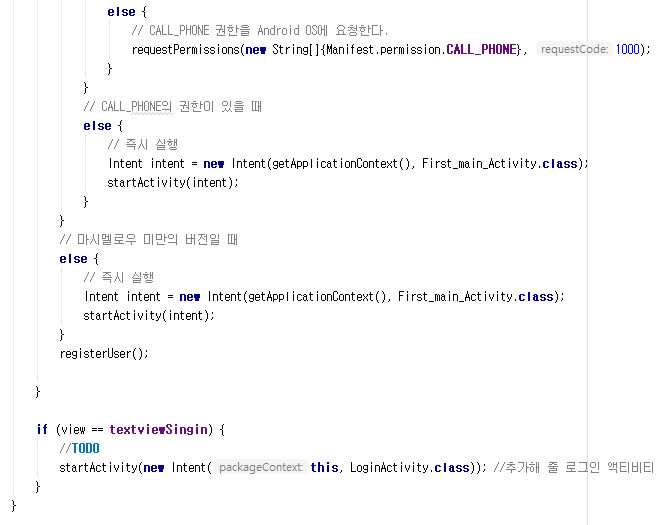 else {
// CALL_PHONE 권한을 Android OS에 요청한다.
requestPermissions(new String[]{Manifest.permission.CALL_PHONE}, requestCode: 1000);
}
}
// CALL_PHONE의 권한이 있을 때
else {
// 즉시 실행
Intent intent = new Intent(getApplicationContext(), First_main_Activity.class);
startActivity(intent);
}
}
// 마시멜로우 미만의 버전일 때
else {
// 즉시 실행
Intent intent = new Intent(getApplicationContext(), First_main_Activity.class);
startActivity(intent);
}
registerUser();
}
if (view == textviewSingin) {
//TODO
startActivity(new Intent( packageContext: this, LoginActivity.class)); //추가해 줄 로그인 액티비티
}
}